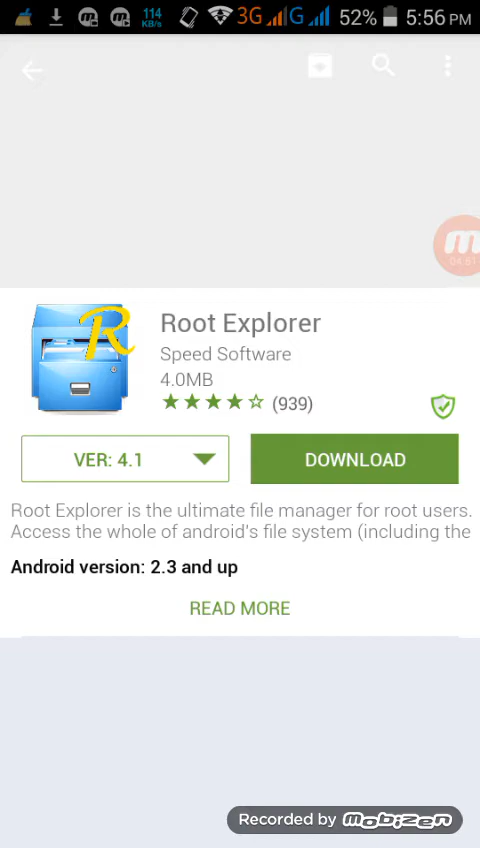 114
KB/s
3G
G
52%
5:56 PM
m
04:51
R
Root Explorer
Speed Software
4.0MB
(939)
VER: 4.1
DOWNLOAD
Root Explorer is the ultimate file manager for root users.
Access the whole of android's file system (including the
Android version: 2.3 and up
READ MORE
Recorded by mobizen